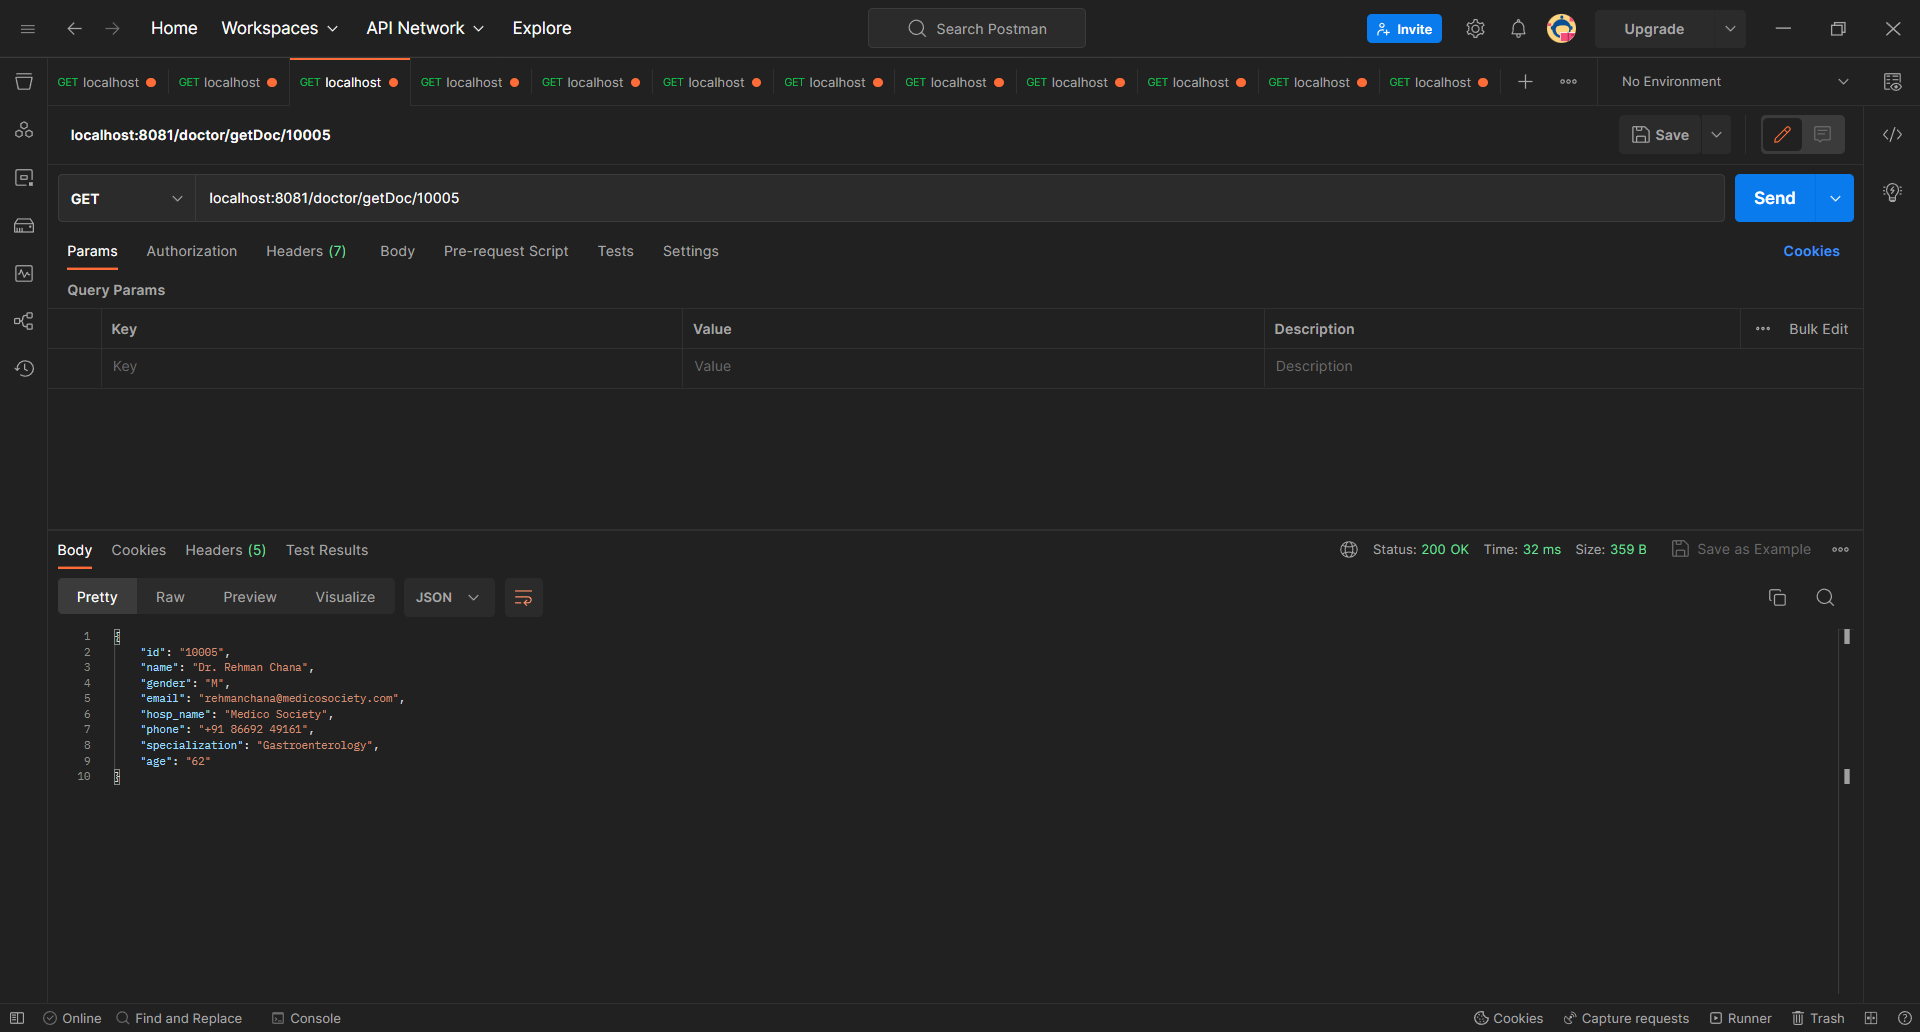 Home Workspaces API Network Explore Search Postman Invite Upgrade
GET localhost GET localhost GET localhost GET localhost GET localhost GET localhost GET localhost GET localhost GET localhost GET localhost GET localhost GET localhost No Environment
localhost:8081/doctor/getDoc/10005 Save
GET localhost:8081/doctor/getDoc/10005 Send
Params Authorization Headers (7) Body Pre-request Script Tests Settings Cookies
Query Params
Key Value Description Bulk Edit
Key Value Description
Body Cookies Headers (5) Test Results Status: 200 OK Time: 32 ms Size: 359 B Save as Example
Pretty Raw Preview Visualize JSON
1 {
2 "id": "10005",
3 "name": "Dr. Rehman Chana",
4 "gender": "M",
5 "email": "rehmanchana@medicosociety.com",
6 "hosp_name": "Medico Society",
7 "phone": "+91 86692 49161",
8 "specialization": "Gastroenterology",
9 "age": "62"
10 }
Online Find and Replace Console Cookies Capture requests Runner Trash